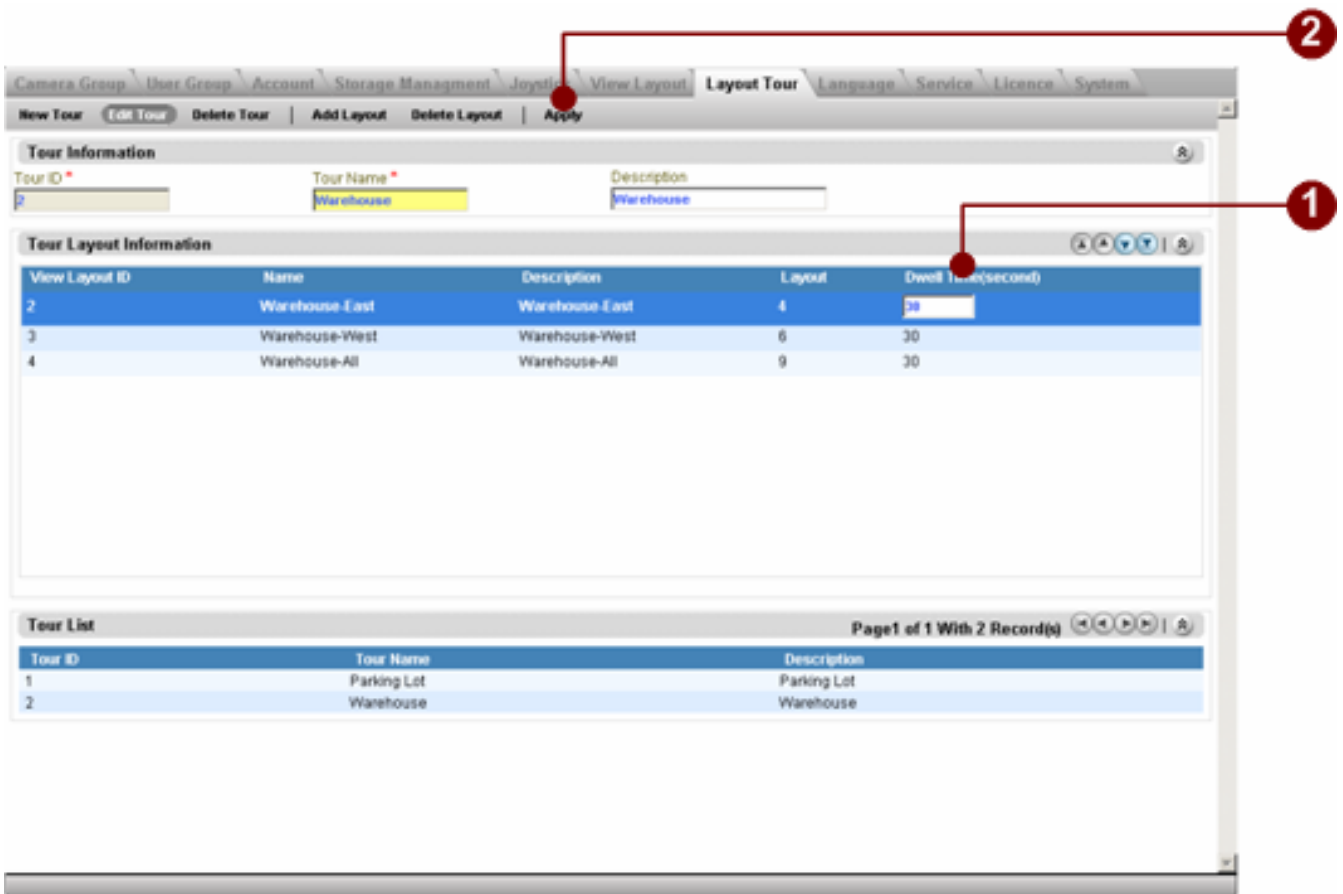 2
Camera Group User Group Account Storage Managment Joystick View Layout Layout Tour Language Service Licence System
New Tour Edit Tour Delete Tour | Add Layout Delete Layout | Apply
Tour Information
Tour ID * Tour Name * Description
2 Warehouse Warehouse
1
Tour Layout Information
View Layout ID Name Description Layout Dwell Time(second)
2 Warehouse-East Warehouse-East 4 30
3 Warehouse-West Warehouse-West 6 30
4 Warehouse-All Warehouse-All 9 30
Tour List Page1 of 1 With 2 Record(s)
Tour ID Tour Name Description
1 Parking Lot Parking Lot
2 Warehouse Warehouse